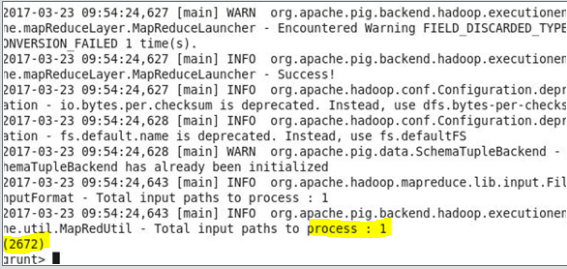 2017-03-23 09:54:24,627 [main] WARN  org.apache.pig.backend.hadoop.executionen
ne.mapReduceLayer.MapReduceLauncher - Encountered Warning FIELD_DISCARDED_TYPE
ONVERSION_FAILED 1 time(s).
2017-03-23 09:54:24,627 [main] INFO  org.apache.pig.backend.hadoop.executionen
ne.mapReduceLayer.MapReduceLauncher - Success!
2017-03-23 09:54:24,627 [main] INFO  org.apache.hadoop.conf.Configuration.depr
ation - io.bytes.per.checksum is deprecated. Instead, use dfs.bytes-per-checks
2017-03-23 09:54:24,628 [main] INFO  org.apache.hadoop.conf.Configuration.depr
ation - fs.default.name is deprecated. Instead, use fs.defaultFS
2017-03-23 09:54:24,628 [main] WARN  org.apache.pig.data.SchemaTupleBackend -
hemaTupleBackend has already been initialized
2017-03-23 09:54:24,643 [main] INFO  org.apache.hadoop.mapreduce.lib.input.Fil
nputFormat - Total input paths to process : 1
2017-03-23 09:54:24,643 [main] INFO  org.apache.pig.backend.hadoop.executionen
ne.util.MapRedUtil - Total input paths to process : 1
(2672)
grunt>